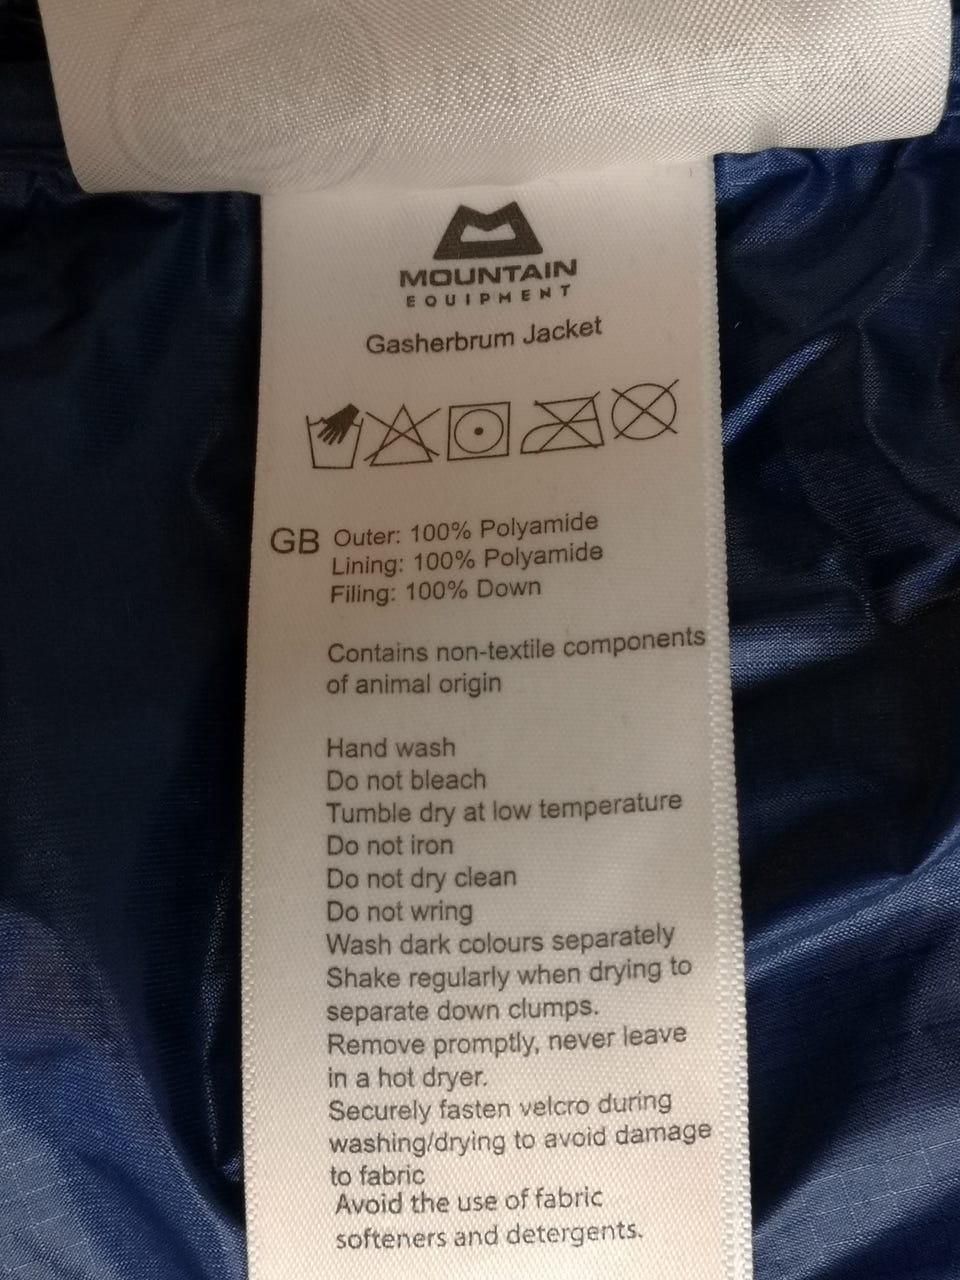 MOUNTAIN
EQUIPMENT
Gasherbrum Jacket
GB Outer: 100% Polyamide
Lining: 100% Polyamide
Filing: 100% Down
Contains non-textile components
of animal origin
Hand wash
Do not bleach
Tumble dry at low temperature
Do not iron
Do not dry clean
Do not wring
Wash dark colours separately
Shake regularly when drying to
separate down clumps.
Remove promptly, never leave
in a hot dryer.
Securely fasten velcro during
washing/drying to avoid damage
to fabric
Avoid the use of fabric
softeners and detergents.